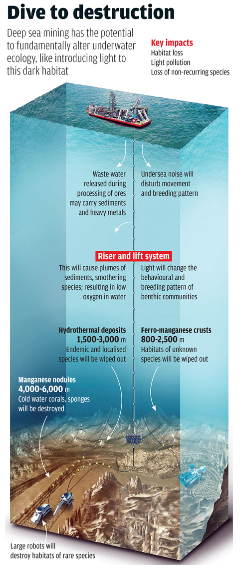 Dive to destruction
Deep sea mining has the potential
to fundamentally alter underwater
ecology, like introducing light to
this dark habitat
Key impacts
Habitat loss
Light pollution
Loss of non-recurring species
Waste water
released during
processing of ores
may carry sediments
and heavy metals
Undersea noise will
disturb movement
and breeding pattern
Riser and lift system
This will cause plumes of
sediments, smothering
species; resulting in low
oxygen in water
Light will change the
behavioural and
breeding pattern of
benthic communities
Hydrothermal deposits
1,500-3,000 m
Endemic and localised
species will be wiped out
Ferro-manganese crusts
800-2,500 m
Habitats of unknown
species will be wiped out
Manganese nodules
4,000-6,000 m
Cold water corals, sponges
will be destroyed
Large robots will
destroy habitats of rare species